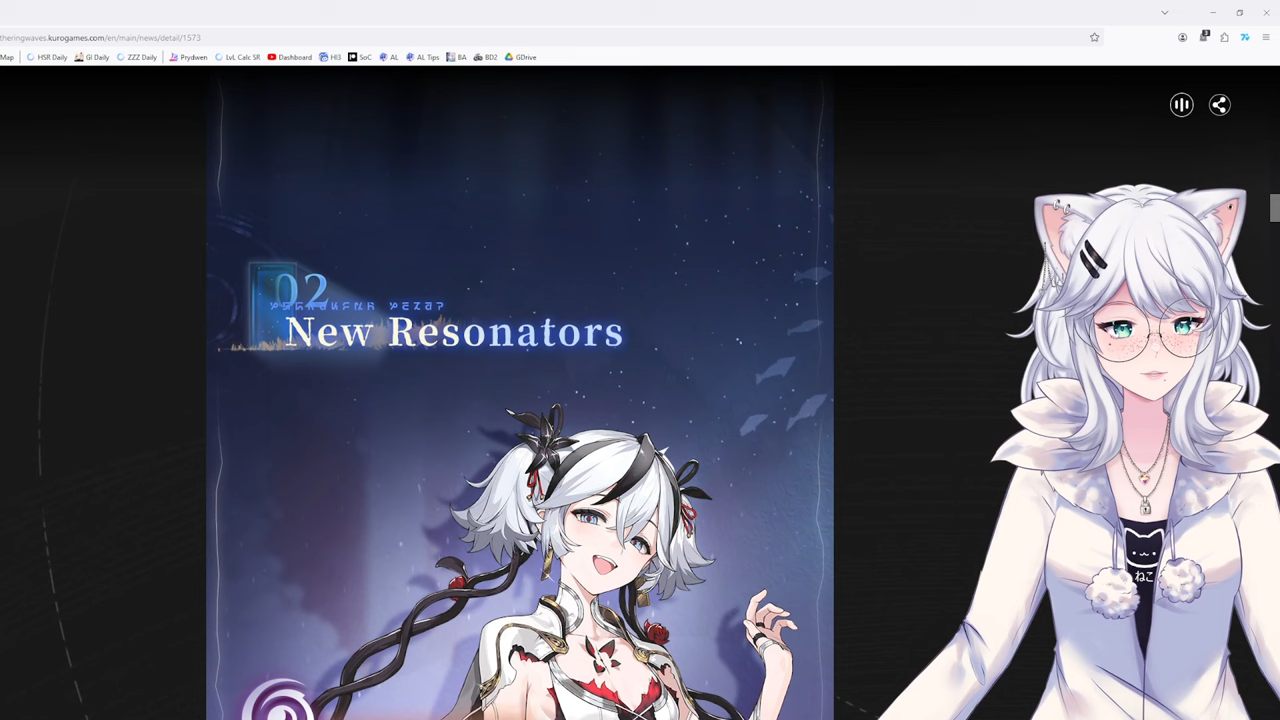 theringwaves.kurogames.com/en/main/news/detail/1573
Map HSR Daily Gi Daily ZZZ Daily Prydwen LvL Calc SR Dashboard HI3 SoC AL AL Tips BA BD2 GDrive
02
New Resonators
ねこ